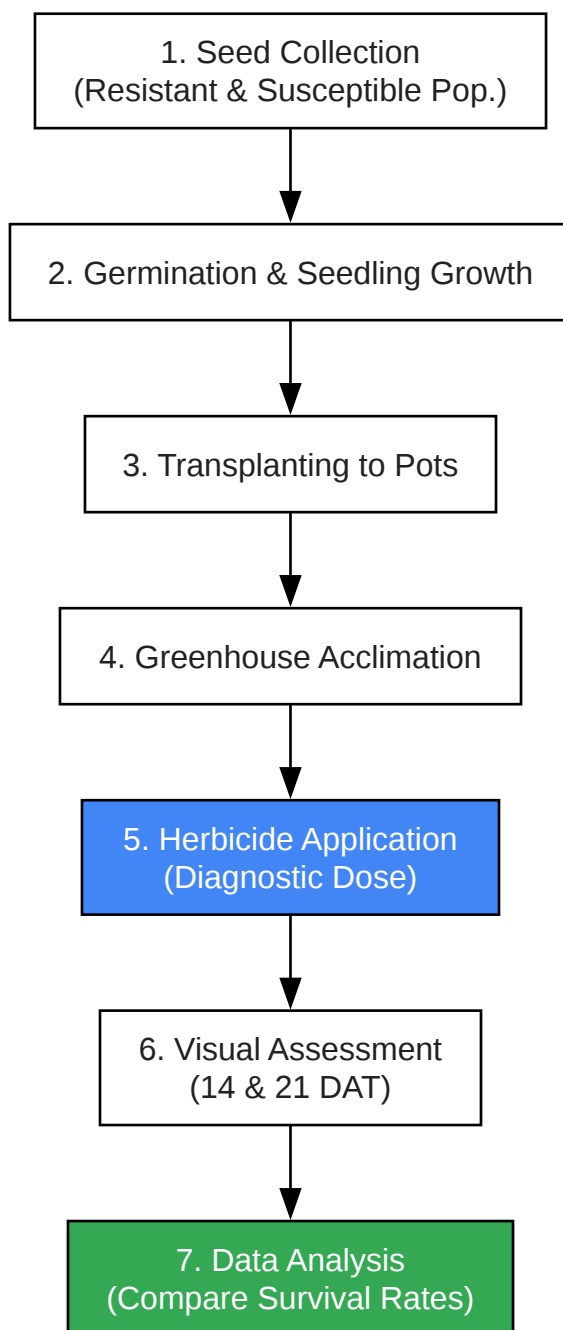 1. Seed Collection
(Resistant & Susceptible Pop.)
2. Germination & Seedling Growth
3. Transplanting to Pots
4. Greenhouse Acclimation
5. Herbicide Application
(Diagnostic Dose)
6. Visual Assessment
(14 & 21 DAT)
7. Data Analysis
(Compare Survival Rates)